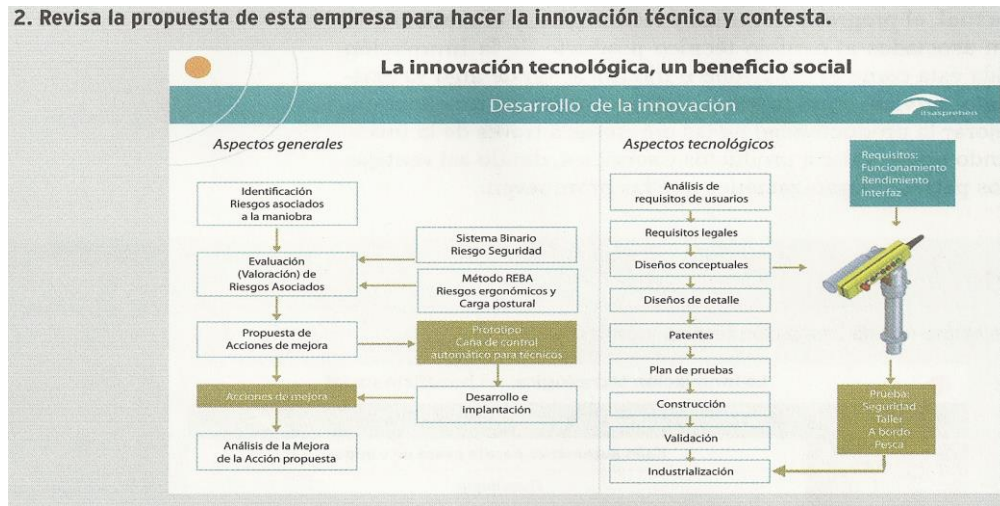 2. Revisa la propuesta de esta empresa para hacer la innovación técnica y contesta.
La innovación tecnológica, un beneficio social
Desarrollo de la innovación
itsasprehen
Aspectos generales
Identificación
Riesgos asociados
a la maniobra
Evaluación
(Valoración) de
Riesgos Asociados
Propuesta de
Acciones de mejora
Acciones de mejora
Análisis de la Mejora
de la Acción propuesta
Sistema Binario
Riesgo Seguridad
Método REBA
Riesgos ergonómicos y
Carga postural
Prototipo
Caña de control
automático para técnicos
Desarrollo e
implantación
Aspectos tecnológicos
Análisis de
requisitos de usuarios
Requisitos legales
Diseños conceptuales
Diseños de detalle
Patentes
Plan de pruebas
Construcción
Validación
Industrialización
Requisitos:
Funcionamiento
Rendimiento
Interfaz
Prueba:
Seguridad
Taller
A bordo
Pesca